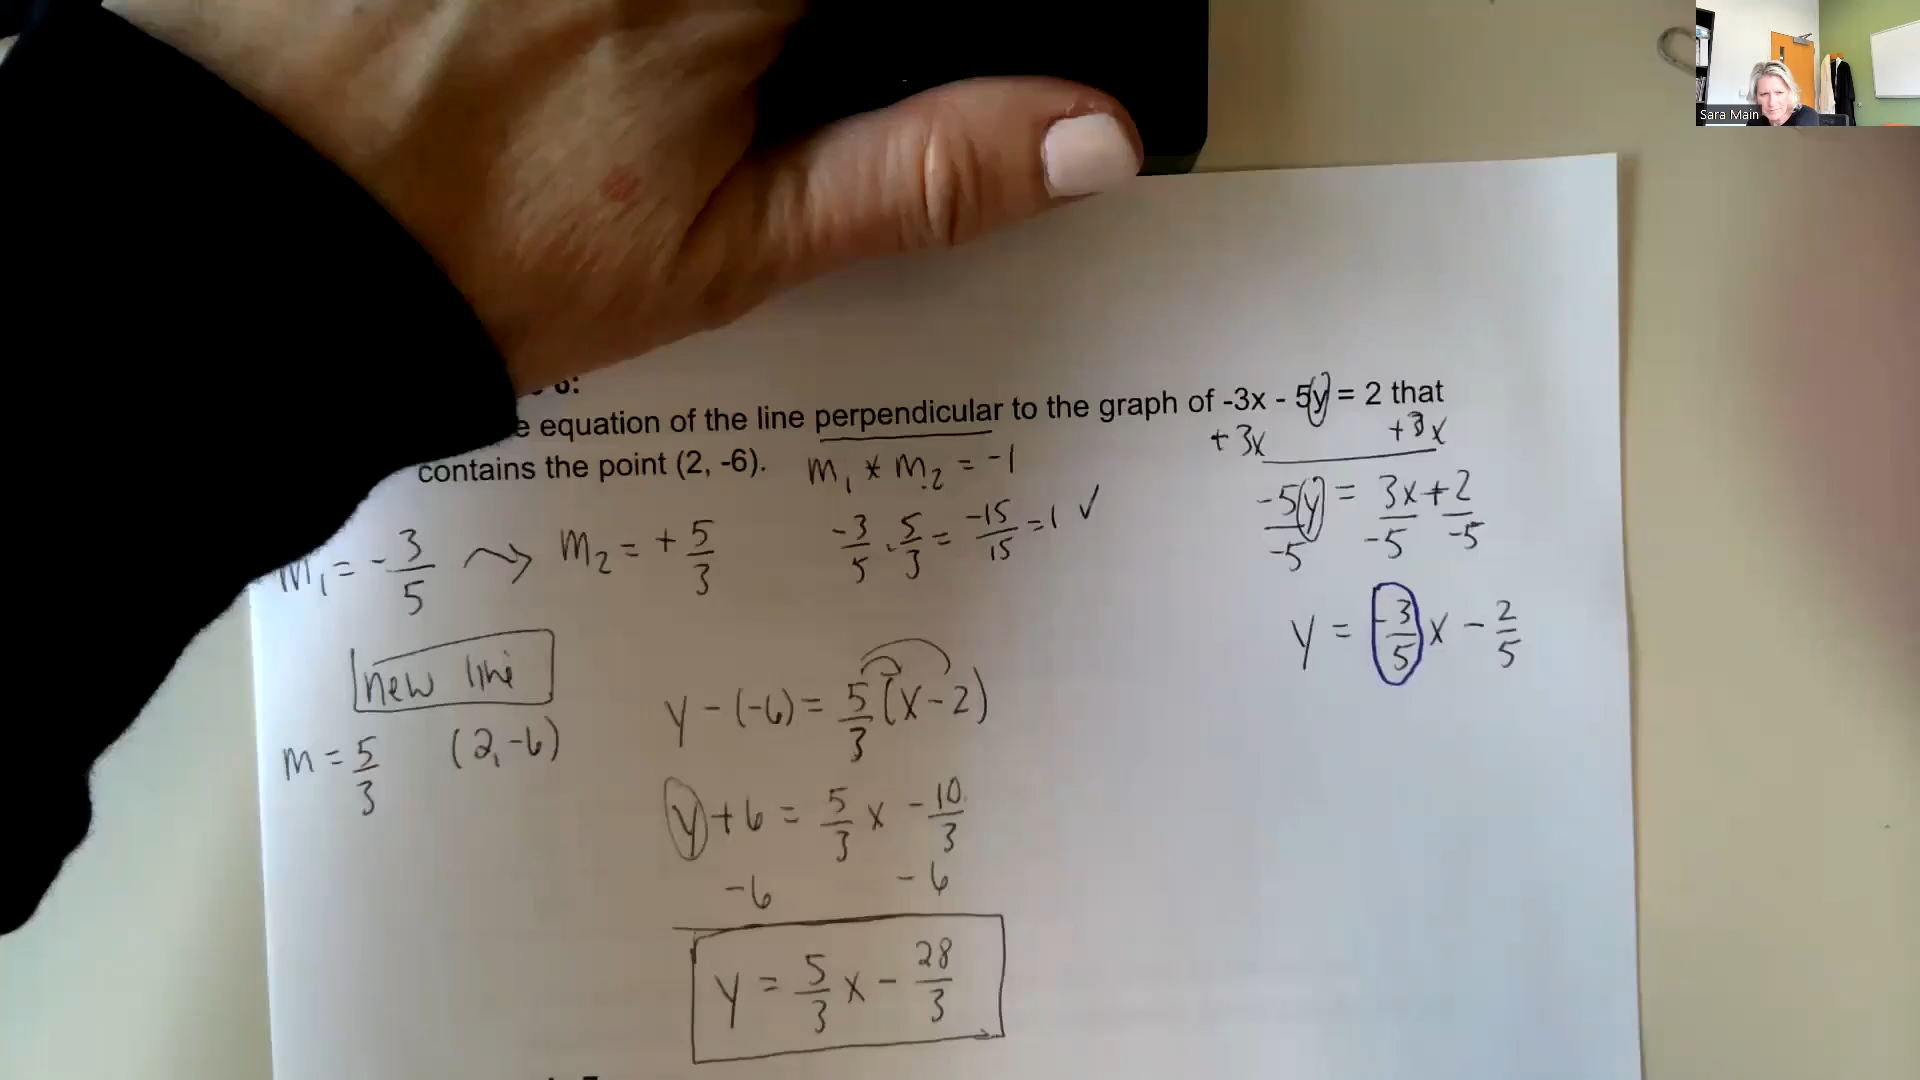 Sara Main
6:
e equation of the line perpendicular to the graph of -3x - 5y = 2 that
+3x +3x
contains the point (2, -6).
m₁ * m₂ = -1
-5y/-5 = 3x/-5 + 2/-5
m₁ = -3/5 → m₂ = +5/3
-3/5 · 5/3 = -15/15 = 1 ✓
y = -3/5 x - 2/5
new line
m = 5/3 (2, -6)
y - (-6) = 5/3 (x - 2)
y + 6 = 5/3 x - 10/3
-6 -6
y = 5/3 x - 28/3